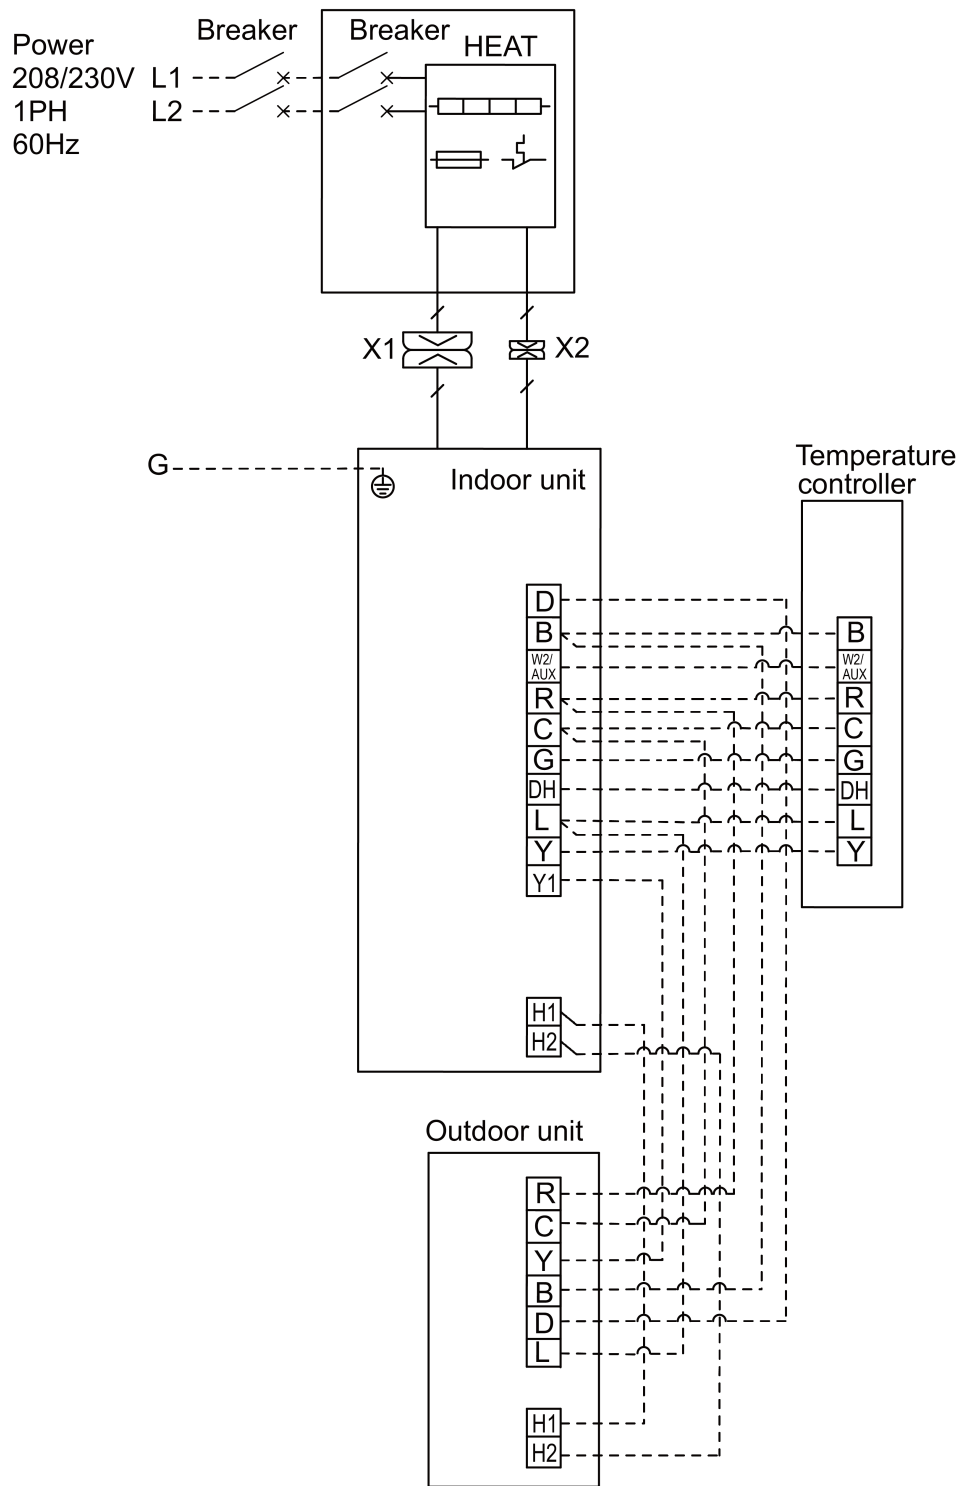 Breaker Breaker
Power
HEAT
208/230V L1
1PH L2
60Hz
X1 X2
G
Indoor unit
Temperature
controller
D
B
W2/
AUX
R
C
G
DH
L
Y
Y1
H1
H2
B
W2/
AUX
R
C
G
DH
L
Y
Outdoor unit
R
C
Y
B
D
L
H1
H2